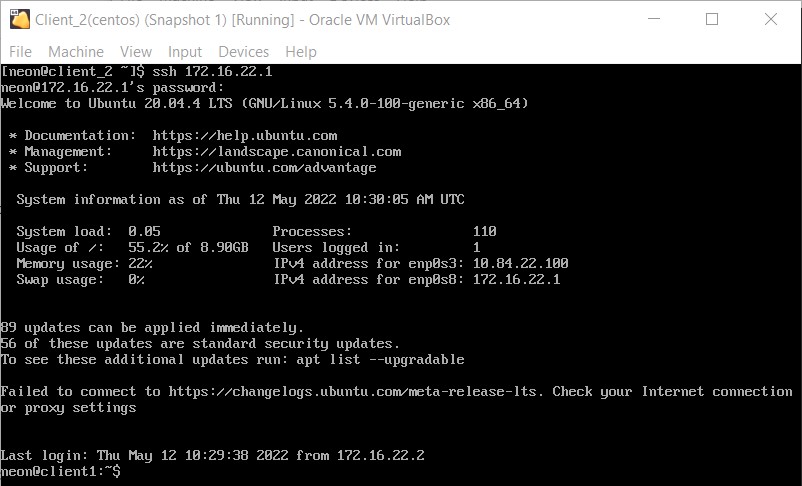 Client_2(centos) (Snapshot 1) [Running] - Oracle VM VirtualBox
File Machine View Input Devices Help
[neon@client_2 ~]$ ssh 172.16.22.1
neon@172.16.22.1's password:
Welcome to Ubuntu 20.04.4 LTS (GNU/Linux 5.4.0-100-generic x86_64)
* Documentation: https://help.ubuntu.com
* Management: https://landscape.canonical.com
* Support: https://ubuntu.com/advantage
System information as of Thu 12 May 2022 10:30:05 AM UTC
System load: 0.05 Processes: 110
Usage of /: 55.2% of 8.90GB Users logged in: 1
Memory usage: 22% IPv4 address for enp0s3: 10.84.22.100
Swap usage: 0% IPv4 address for enp0s8: 172.16.22.1
89 updates can be applied immediately.
56 of these updates are standard security updates.
To see these additional updates run: apt list --upgradable
Failed to connect to https://changelogs.ubuntu.com/meta-release-lts. Check your Internet connection
or proxy settings
Last login: Thu May 12 10:29:38 2022 from 172.16.22.2
neon@client1:~$